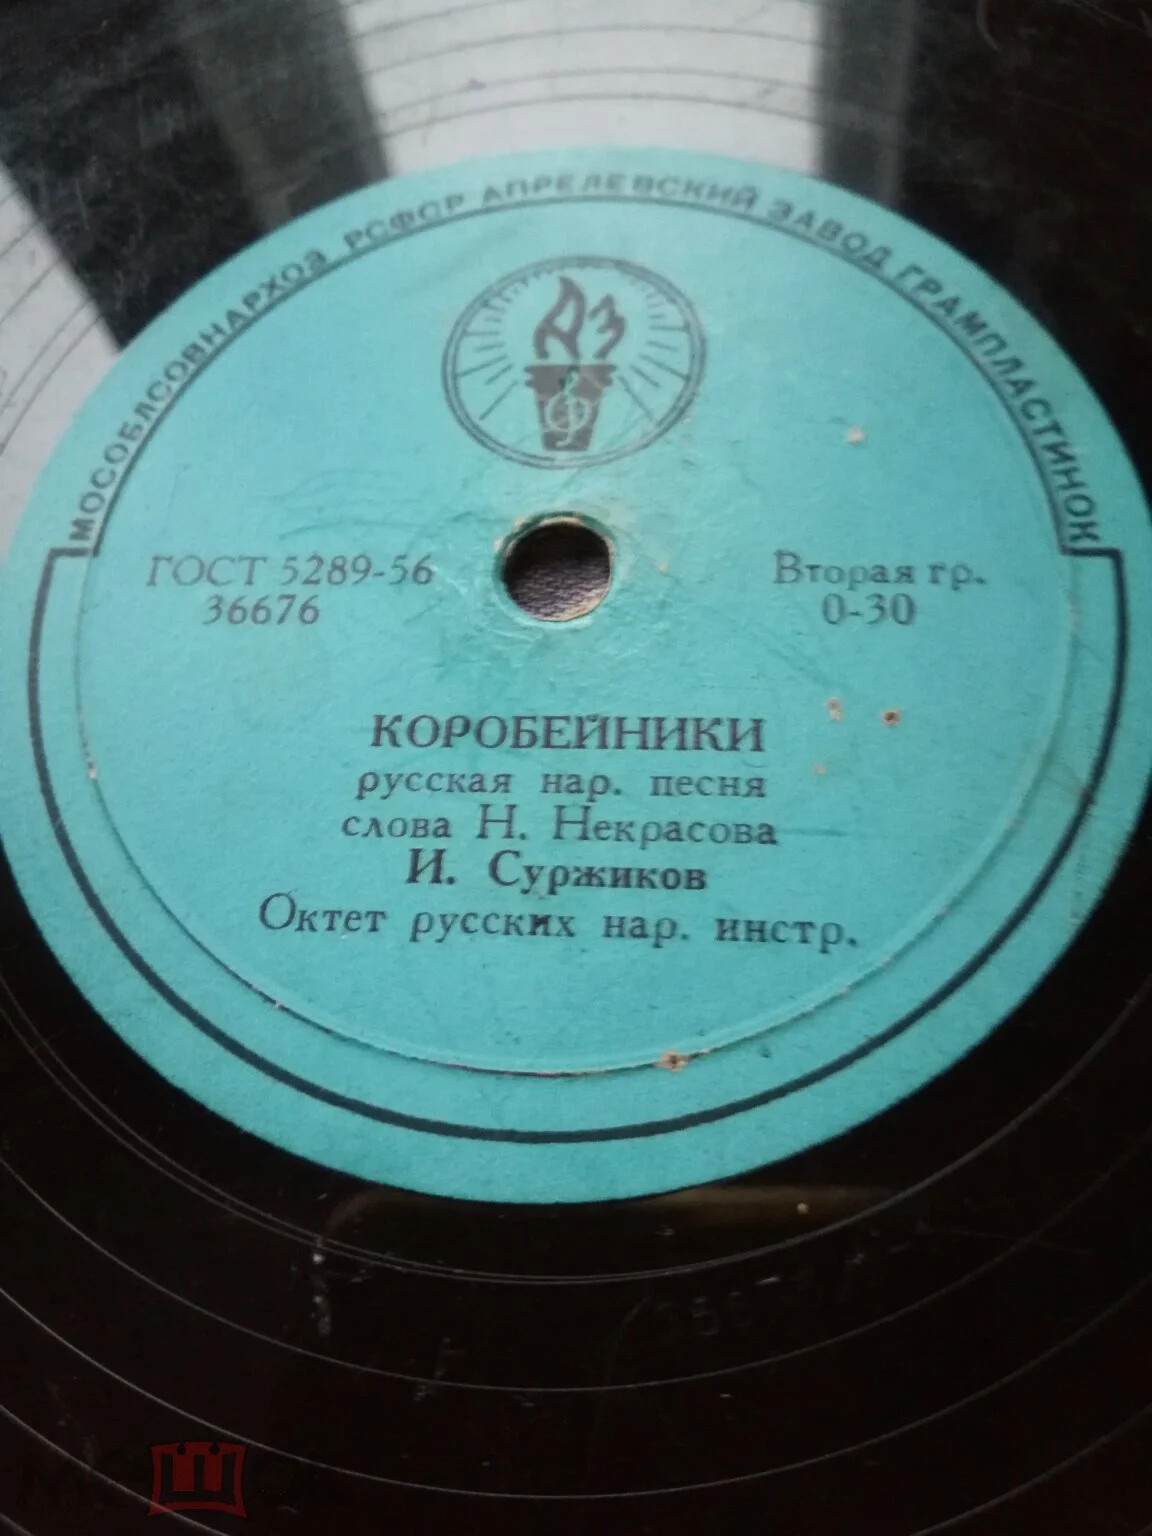 МОСОБЛСОВНАРХОЗ РСФСР АПРЕЛЕВСКИЙ ЗАВОД ГРАМПЛАСТИНОК
АЗ
ГОСТ 5289-56
36676
Вторая гр.
0-30
КОРОБЕЙНИКИ
русская нар. песня
слова Н. Некрасова
И. Суржиков
Октет русских нар. инстр.